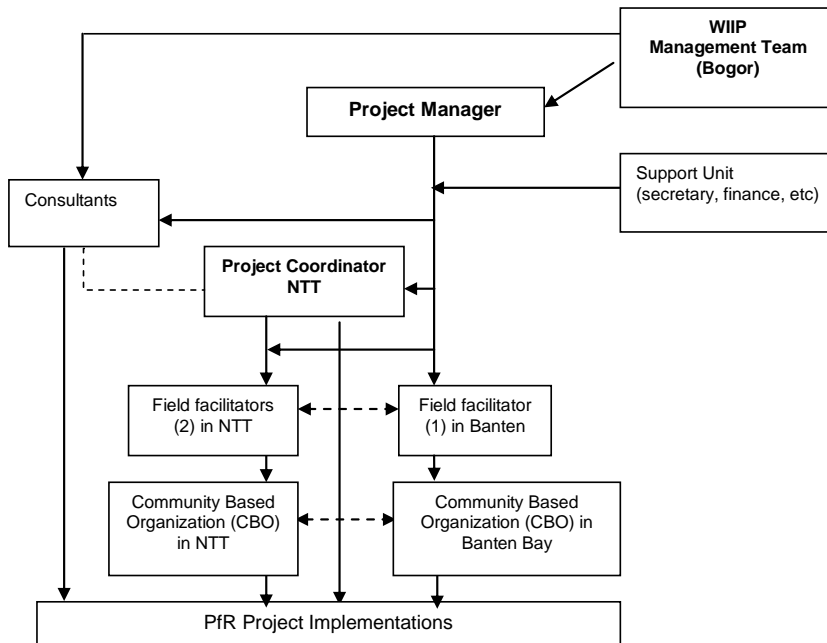 WIIP
Management Team
(Bogor)
Project Manager
Support Unit
(secretary, finance, etc)
Consultants
Project Coordinator
NTT
Field facilitators
(2) in NTT
Field facilitator
(1) in Banten
Community Based
Organization (CBO)
in NTT
Community Based
Organization (CBO) in
Banten Bay
PfR Project Implementations